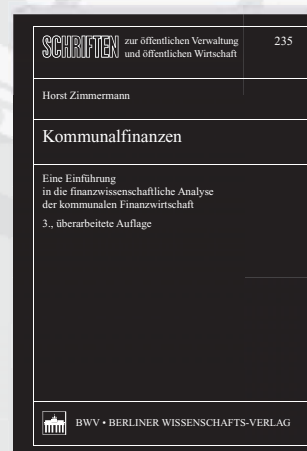 SCHRIFTEN zur öffentlichen Verwaltung 235
und öffentlichen Wirtschaft
Horst Zimmermann
Kommunalfinanzen
Eine Einführung
in die finanzwissenschaftliche Analyse
der kommunalen Finanzwirtschaft
3., überarbeitete Auflage
BWV • BERLINER WISSENSCHAFTS-VERLAG